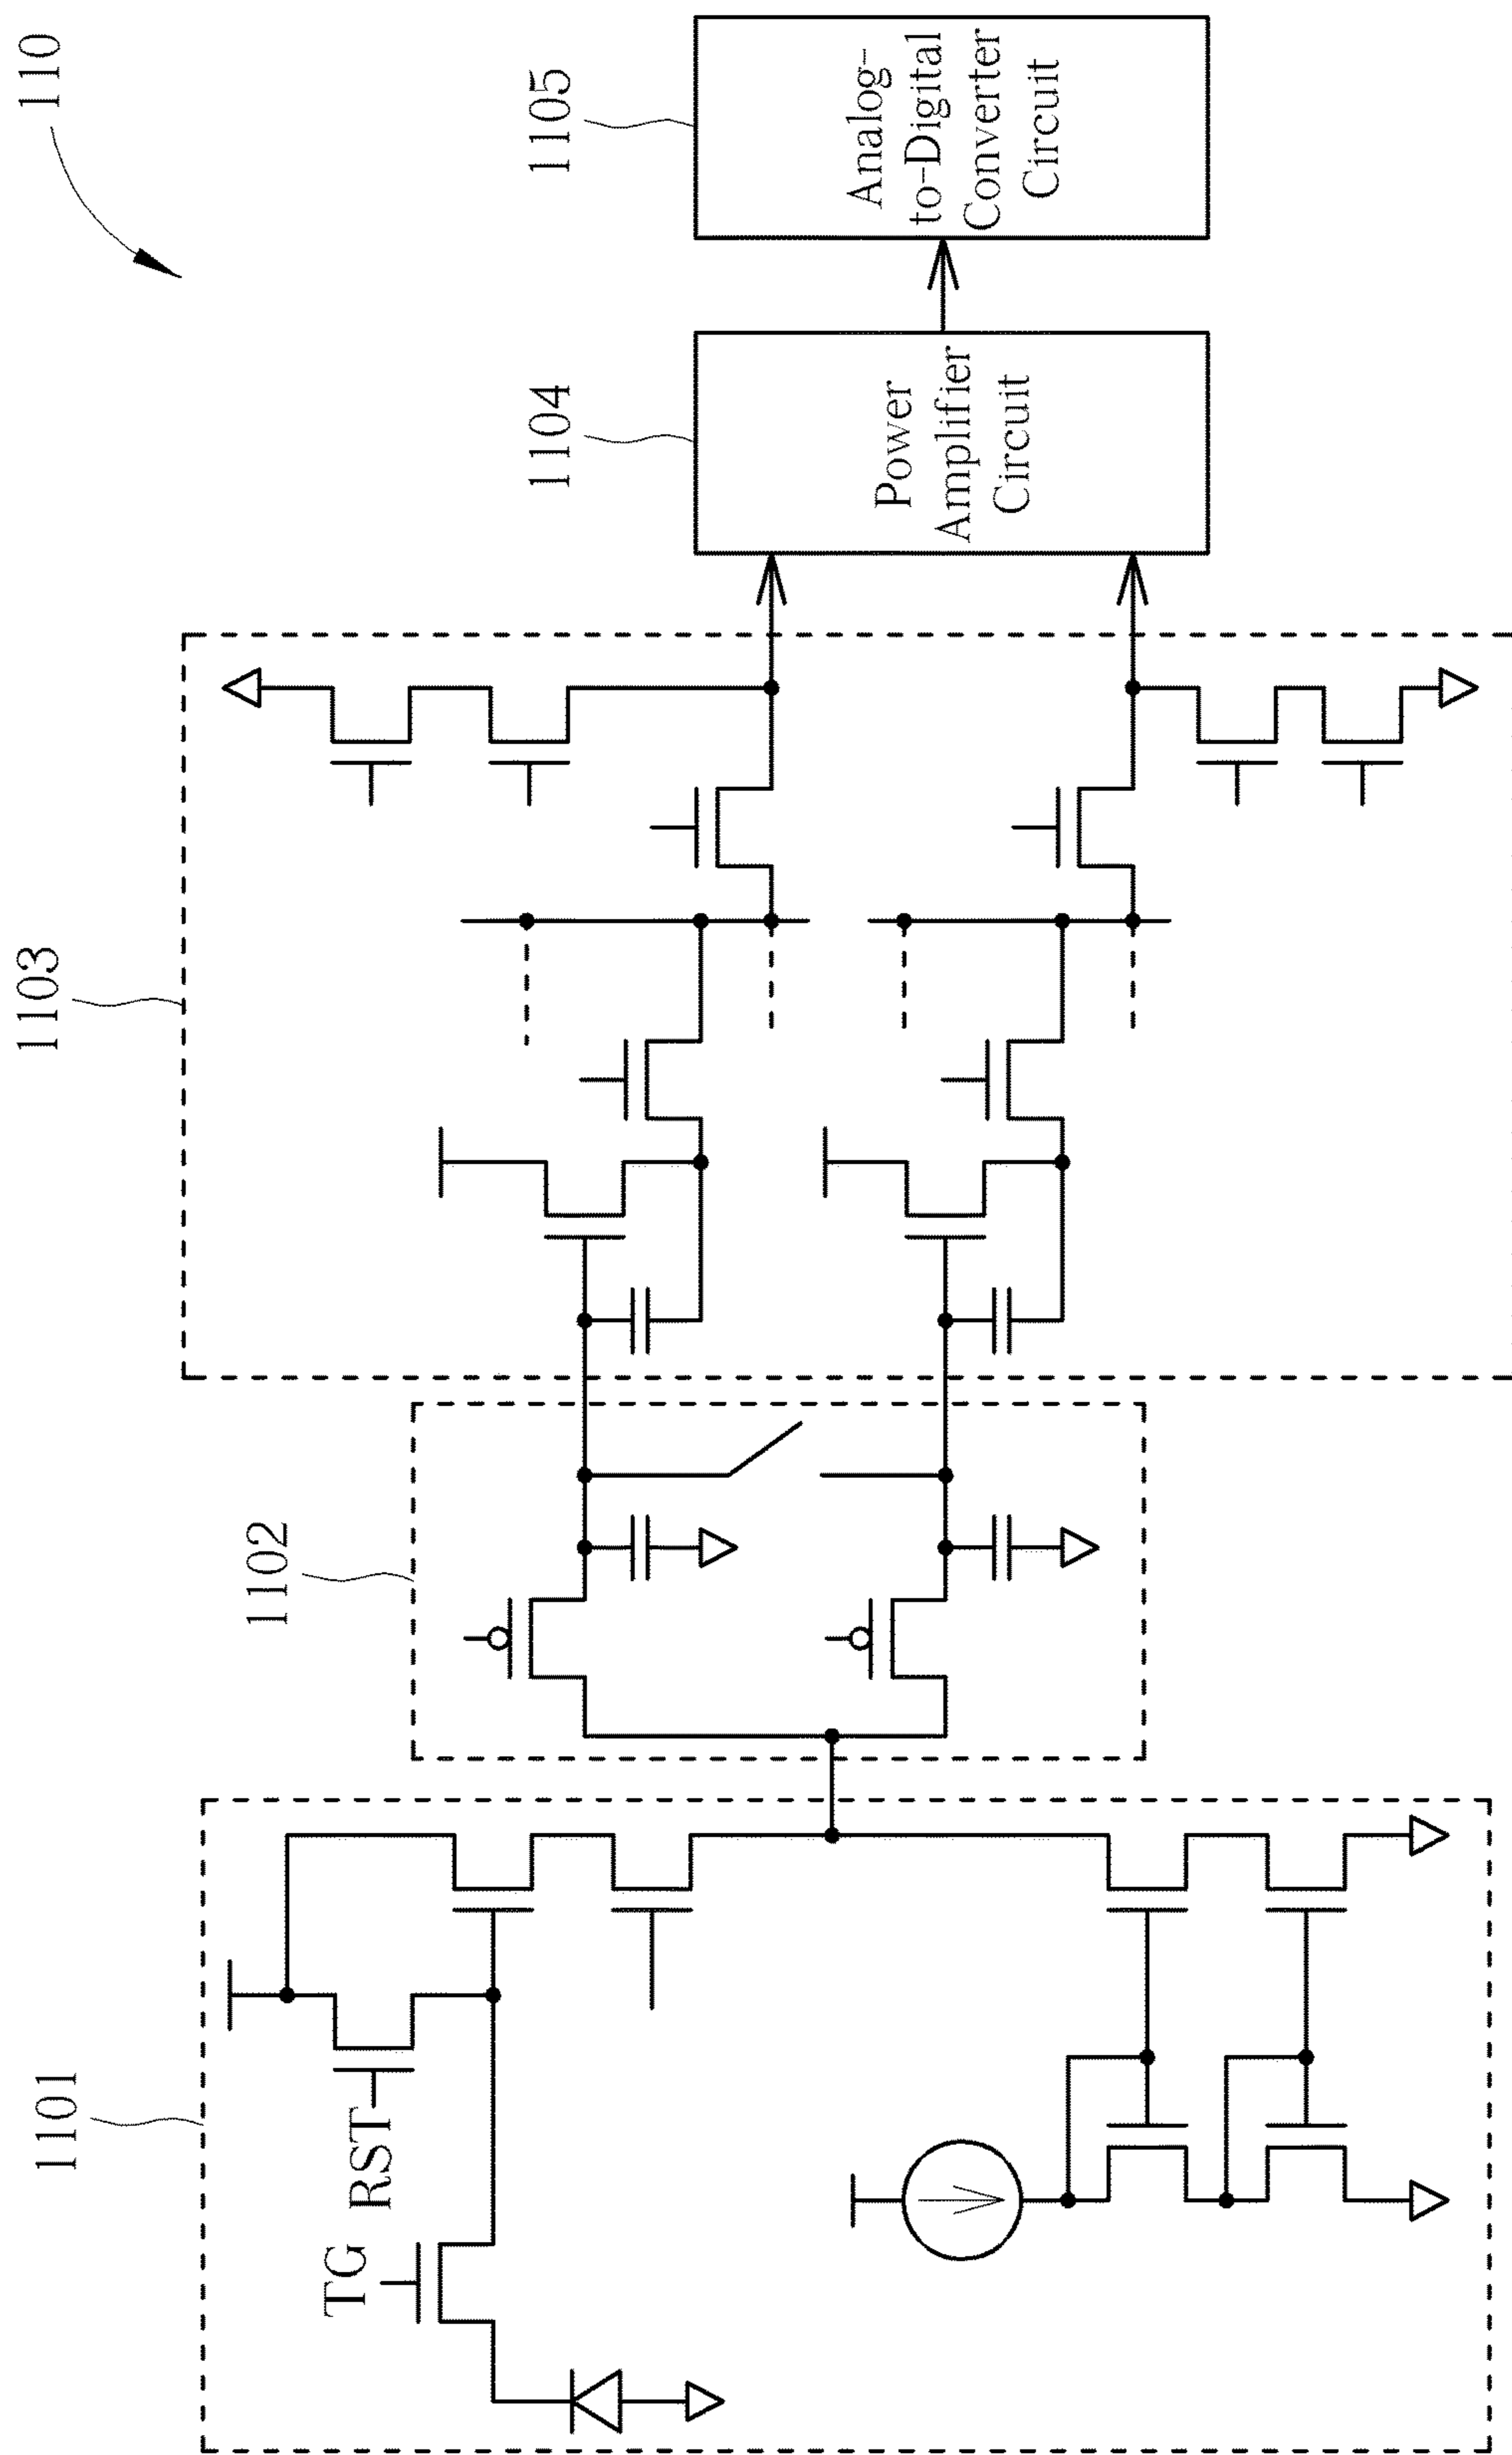 110
1101
RST
TG
1102
1103
1104
Power
Amplifier
Circuit
1105
Analog-
to-Digital
Converter
Circuit